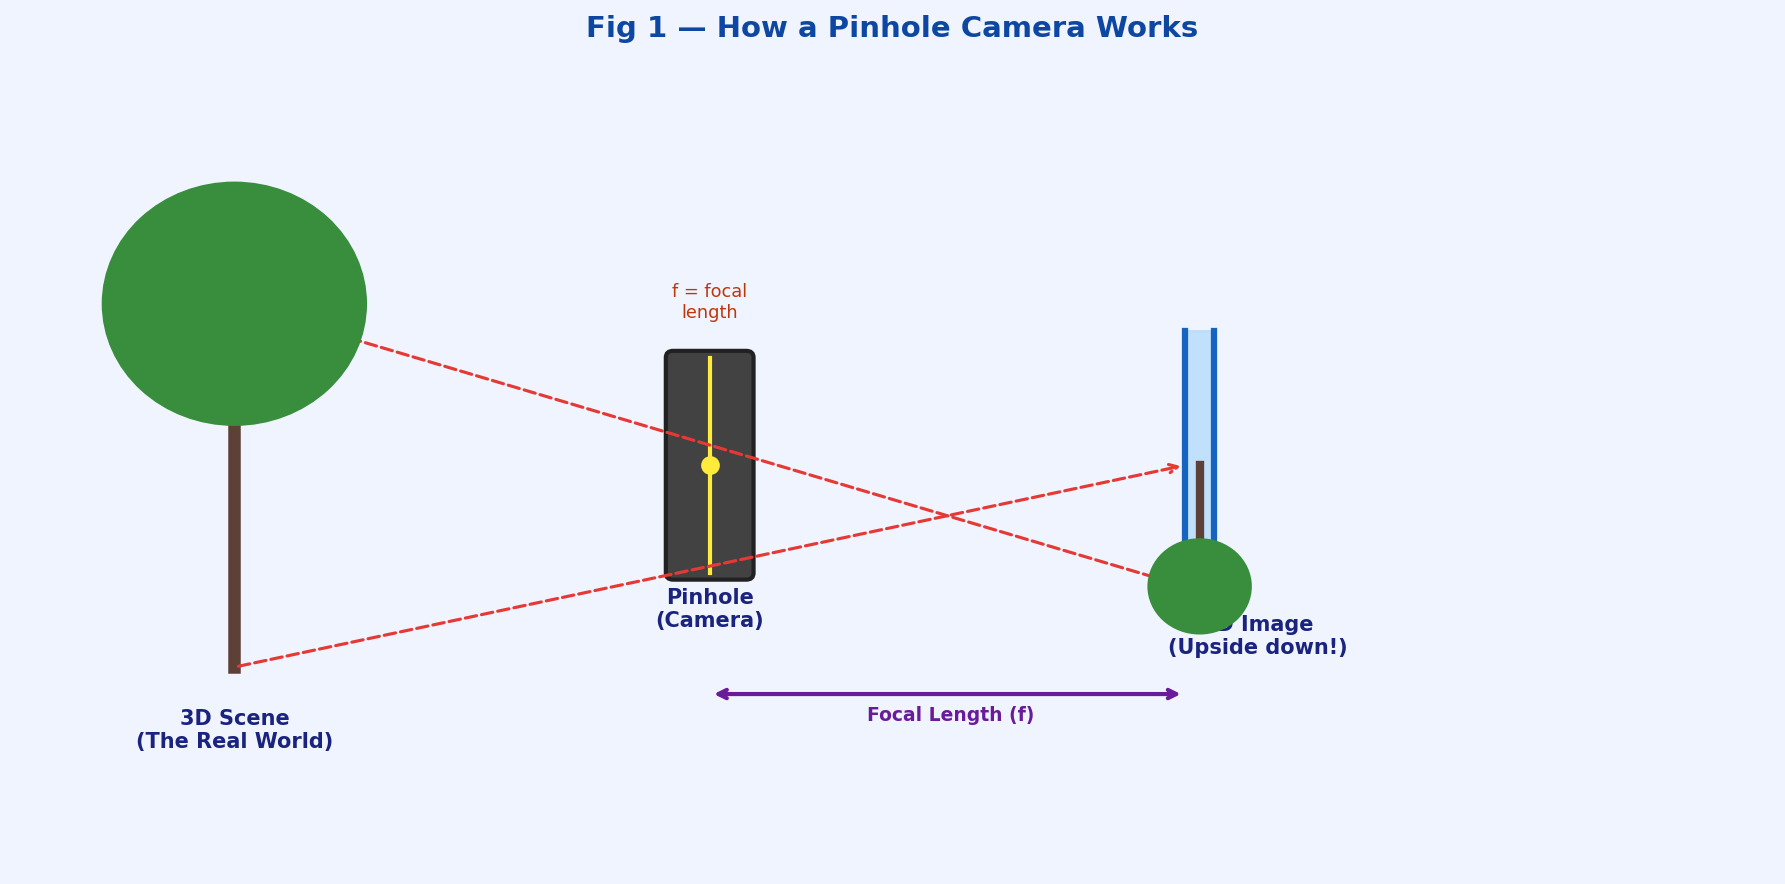 Fig 1 — How a Pinhole Camera Works
f = focal
length
Pinhole
(Camera)
Image
(Upside down!)
Focal Length (f)
3D Scene
(The Real World)